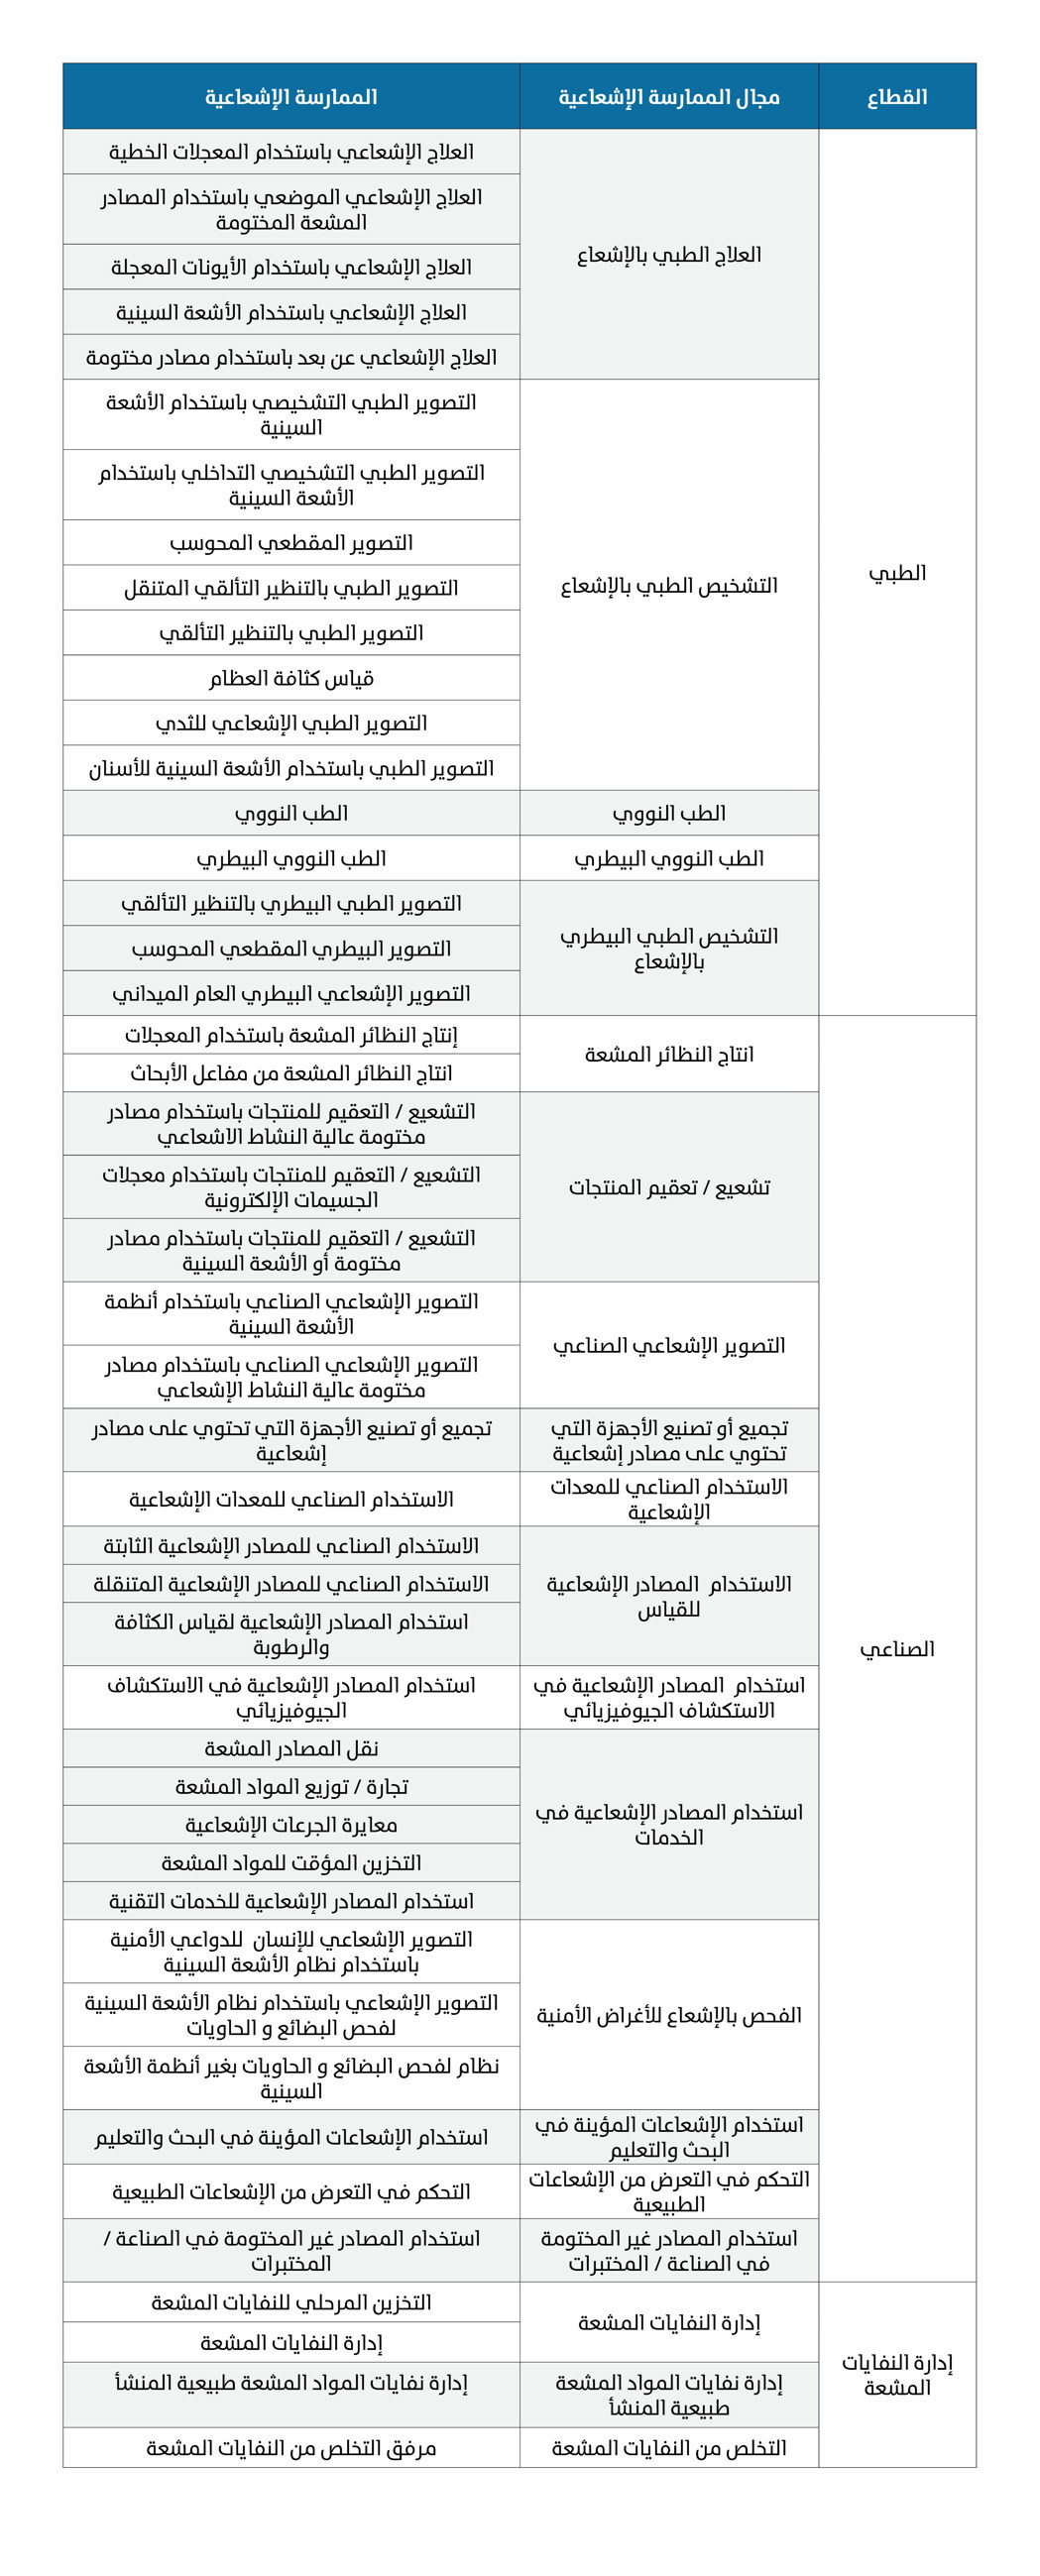 القطاع
مجال الممارسة الإشعاعية
الممارسة الإشعاعية
الطبي
العلاج الطبي بالإشعاع
العلاج الإشعاعي باستخدام المعجلات الخطية
العلاج الإشعاعي الموضعي باستخدام المصادر
المشعة المختومة
العلاج الإشعاعي باستخدام الأيونات المعجلة
العلاج الإشعاعي باستخدام الأشعة السينية
العلاج الإشعاعي عن بعد باستخدام مصادر مختومة
التشخيص الطبي بالإشعاع
التصوير الطبي التشخيصي باستخدام الأشعة
السينية
التصوير الطبي التشخيصي التداخلي باستخدام
الأشعة السينية
التصوير المقطعي المحوسب
التصوير الطبي بالتنظير التألقي المتنقل
التصوير الطبي بالتنظير التألقي
قياس كثافة العظام
التصوير الطبي الإشعاعي للثدي
التصوير الطبي باستخدام الأشعة السينية للأسنان
الطب النووي
الطب النووي
الطب النووي البيطري
الطب النووي البيطري
التشخيص الطبي البيطري
بالإشعاع
التصوير الطبي البيطري بالتنظير التألقي
التصوير البيطري المقطعي المحوسب
التصوير الإشعاعي البيطري العام الميداني
الصناعي
انتاج النظائر المشعة
إنتاج النظائر المشعة باستخدام المعجلات
انتاج النظائر المشعة من مفاعل الأبحاث
تشعيع / تعقيم المنتجات
التشعيع / التعقيم للمنتجات باستخدام مصادر
مختومة عالية النشاط الاشعاعي
التشعيع / التعقيم للمنتجات باستخدام معجلات
الجسيمات الإلكترونية
التشعيع / التعقيم للمنتجات باستخدام مصادر
مختومة أو الأشعة السينية
التصوير الإشعاعي الصناعي
التصوير الإشعاعي الصناعي باستخدام أنظمة
الأشعة السينية
التصوير الإشعاعي الصناعي باستخدام مصادر
مختومة عالية النشاط الإشعاعي
تجميع أو تصنيع الأجهزة التي
تحتوي على مصادر إشعاعية
تجميع أو تصنيع الأجهزة التي تحتوي على مصادر
إشعاعية
الاستخدام الصناعي للمعدات
الإشعاعية
الاستخدام الصناعي للمعدات الإشعاعية
الاستخدام المصادر الإشعاعية
للقياس
الاستخدام الصناعي للمصادر الإشعاعية الثابتة
الاستخدام الصناعي للمصادر الإشعاعية المتنقلة
استخدام المصادر الإشعاعية لقياس الكثافة
والرطوبة
استخدام المصادر الإشعاعية في
الاستكشاف الجيوفيزيائي
استخدام المصادر الإشعاعية في الاستكشاف
الجيوفيزيائي
استخدام المصادر الإشعاعية في
الخدمات
نقل المصادر المشعة
تجارة / توزيع المواد المشعة
معايرة الجرعات الإشعاعية
التخزين المؤقت للمواد المشعة
استخدام المصادر الإشعاعية للخدمات التقنية
الفحص بالإشعاع للأغراض الأمنية
التصوير الإشعاعي للإنسان للدواعي الأمنية
باستخدام نظام الأشعة السينية
التصوير الإشعاعي باستخدام نظام الأشعة السينية
لفحص البضائع و الحاويات
نظام لفحص البضائع و الحاويات بغير أنظمة الأشعة
السينية
استخدام الإشعاعات المؤينة في
البحث والتعليم
استخدام الإشعاعات المؤينة في البحث والتعليم
التحكم في التعرض من الإشعاعات
الطبيعية
التحكم في التعرض من الإشعاعات الطبيعية
استخدام المصادر غير المختومة
في الصناعة / المختبرات
استخدام المصادر غير المختومة في الصناعة /
المختبرات
إدارة النفايات
المشعة
إدارة النفايات المشعة
التخزين المرحلي للنفايات المشعة
إدارة النفايات المشعة
إدارة نفايات المواد المشعة
طبيعية المنشأ
إدارة نفايات المواد المشعة طبيعية المنشأ
التخلص من النفايات المشعة
مرفق التخلص من النفايات المشعة